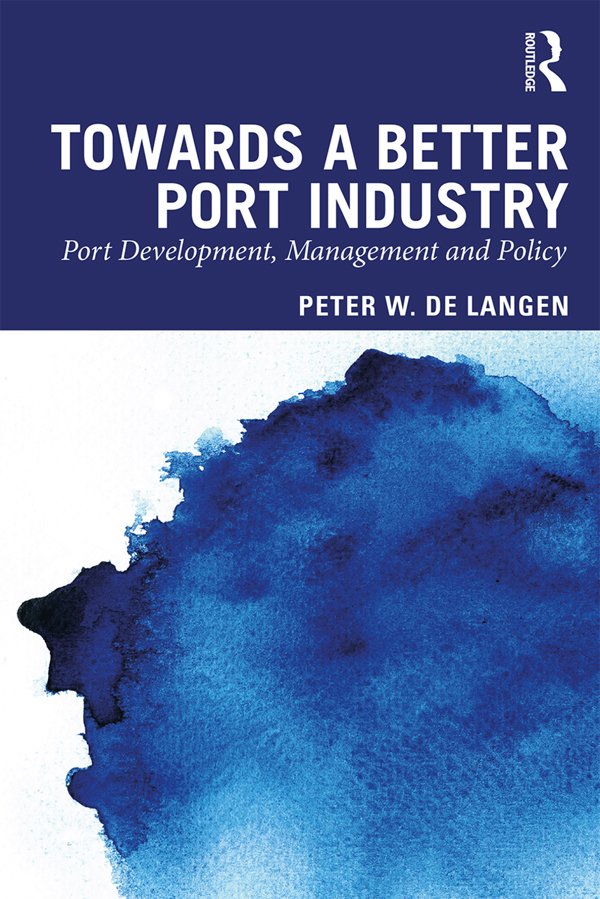 ROUTLEDGE
TOWARDS A BETTER
PORT INDUSTRY
Port Development, Management and Policy
PETER W. DE LANGEN